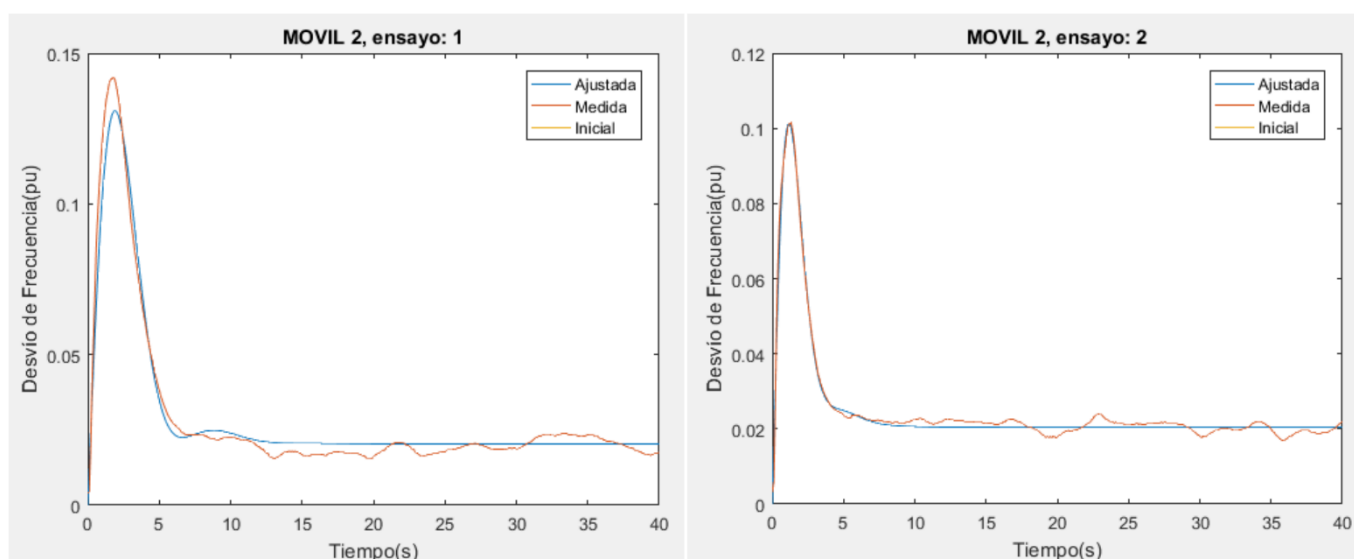 MOVIL 2, ensayo: 1
0.15
0.1
0.05
0
Desvío de Frecuencia(pu)
Ajustada
Medida
Inicial
0 5 10 15 20 25 30 35 40
Tiempo(s)
MOVIL 2, ensayo: 2
0.12
0.1
0.08
0.06
0.04
0.02
0
Desvío de Frecuencia(pu)
Ajustada
Medida
Inicial
0 5 10 15 20 25 30 35 40
Tiempo(s)